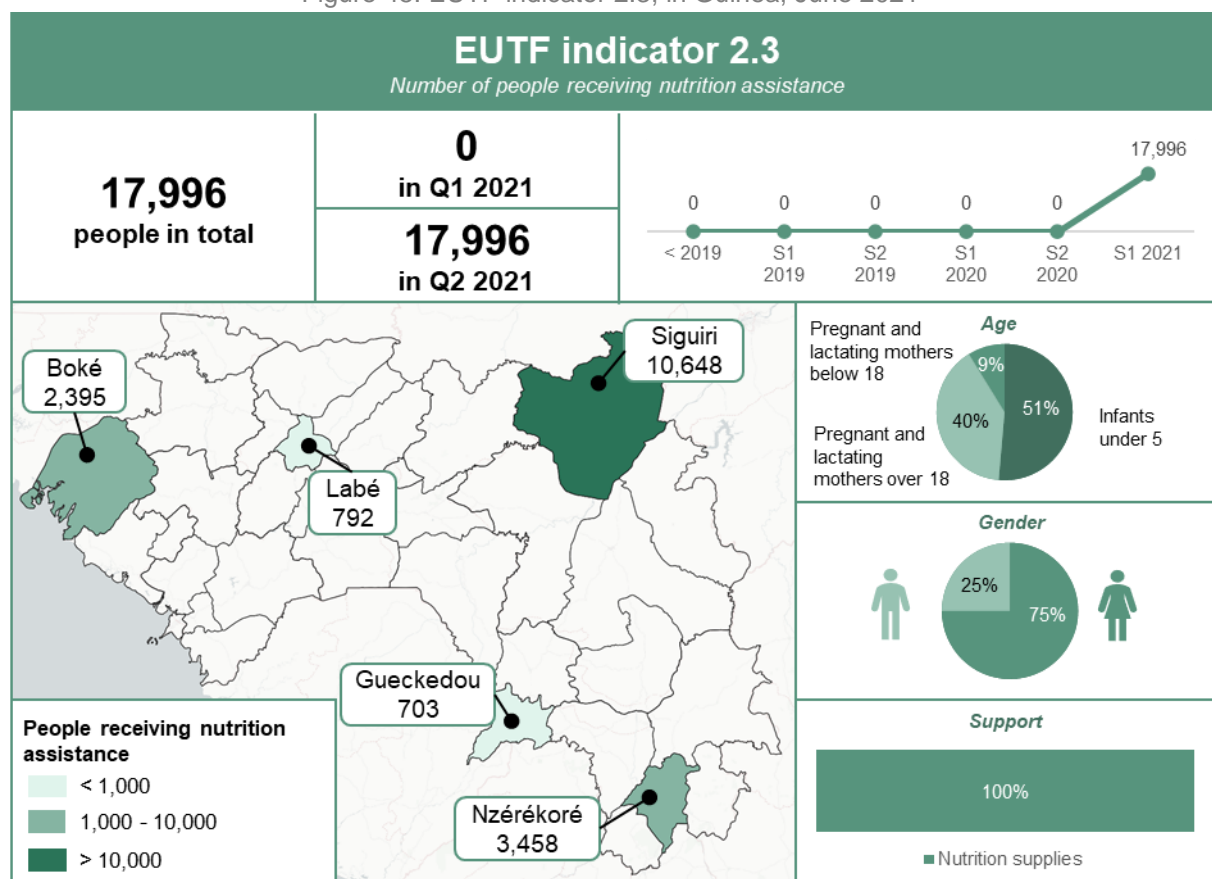 EUTF indicator 2.3
Number of people receiving nutrition assistance
17,996
people in total
0
in Q1 2021
17,996
in Q2 2021
17,996
0
0
0
0
0
< 2019
S1
2019
S2
2019
S1
2020
S2
2020
S1 2021
Boké
2,395
Labé
792
Siguiri
10,648
Gueckedou
703
Nzérékoré
3,458
People receiving nutrition
assistance
< 1,000
1,000 - 10,000
> 10,000
Age
Pregnant and
lactating mothers
below 18
9%
40%
51%
Pregnant and
lactating
mothers over 18
Infants
under 5
Gender
25%
75%
Support
100%
Nutrition supplies